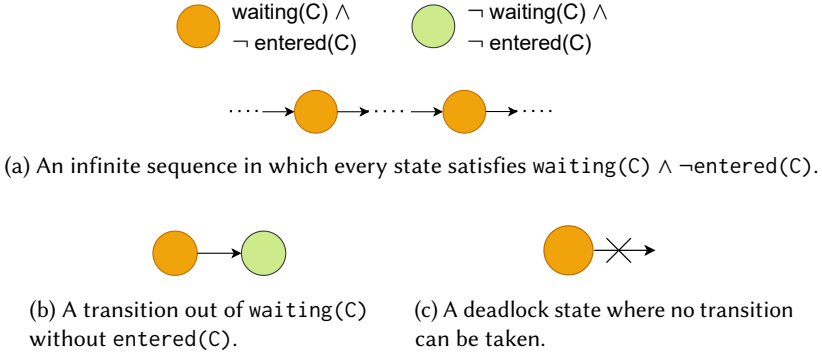 waiting(C) ∧
¬ entered(C)
¬ waiting(C) ∧
¬ entered(C)
(a) An infinite sequence in which every state satisfies waiting(C) ∧ ¬entered(C).
(b) A transition out of waiting(C)
without entered(C).
(c) A deadlock state where no transition
can be taken.